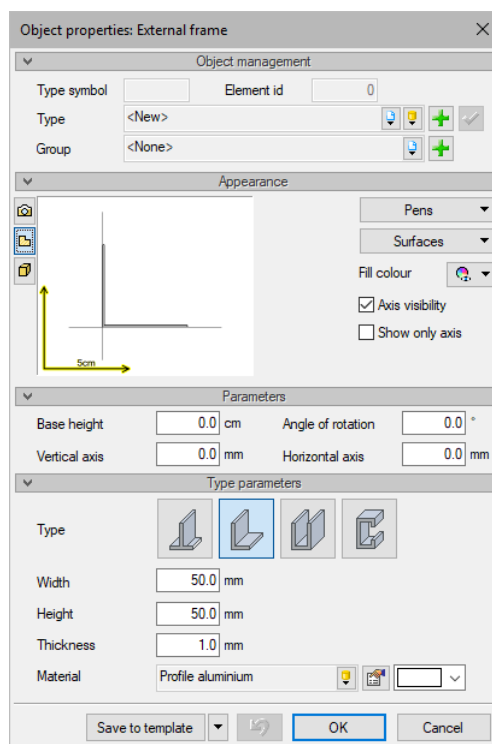 Object properties: External frame
Object management
Type symbol Element id 0
Type <New>
Group <None>
Appearance
Pens
Surfaces
Fill colour
Axis visibility
Show only axis
5cm
Parameters
Base height 0.0 cm Angle of rotation 0.0 °
Vertical axis 0.0 mm Horizontal axis 0.0 mm
Type parameters
Type
Width 50.0 mm
Height 50.0 mm
Thickness 1.0 mm
Material Profile aluminium
Save to template OK Cancel